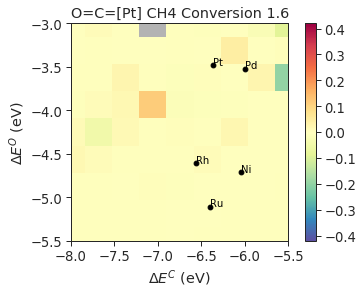 O=C=[Pt] CH4 Conversion 1.6
−3.0
−3.5
−4.0
−4.5
−5.0
−5.5
ΔE^O (eV)
Pt
Pd
Rh
Ni
Ru
−8.0 −7.5 −7.0 −6.5 −6.0 −5.5
ΔE^C (eV)
0.4
0.3
0.2
0.1
0.0
−0.1
−0.2
−0.3
−0.4